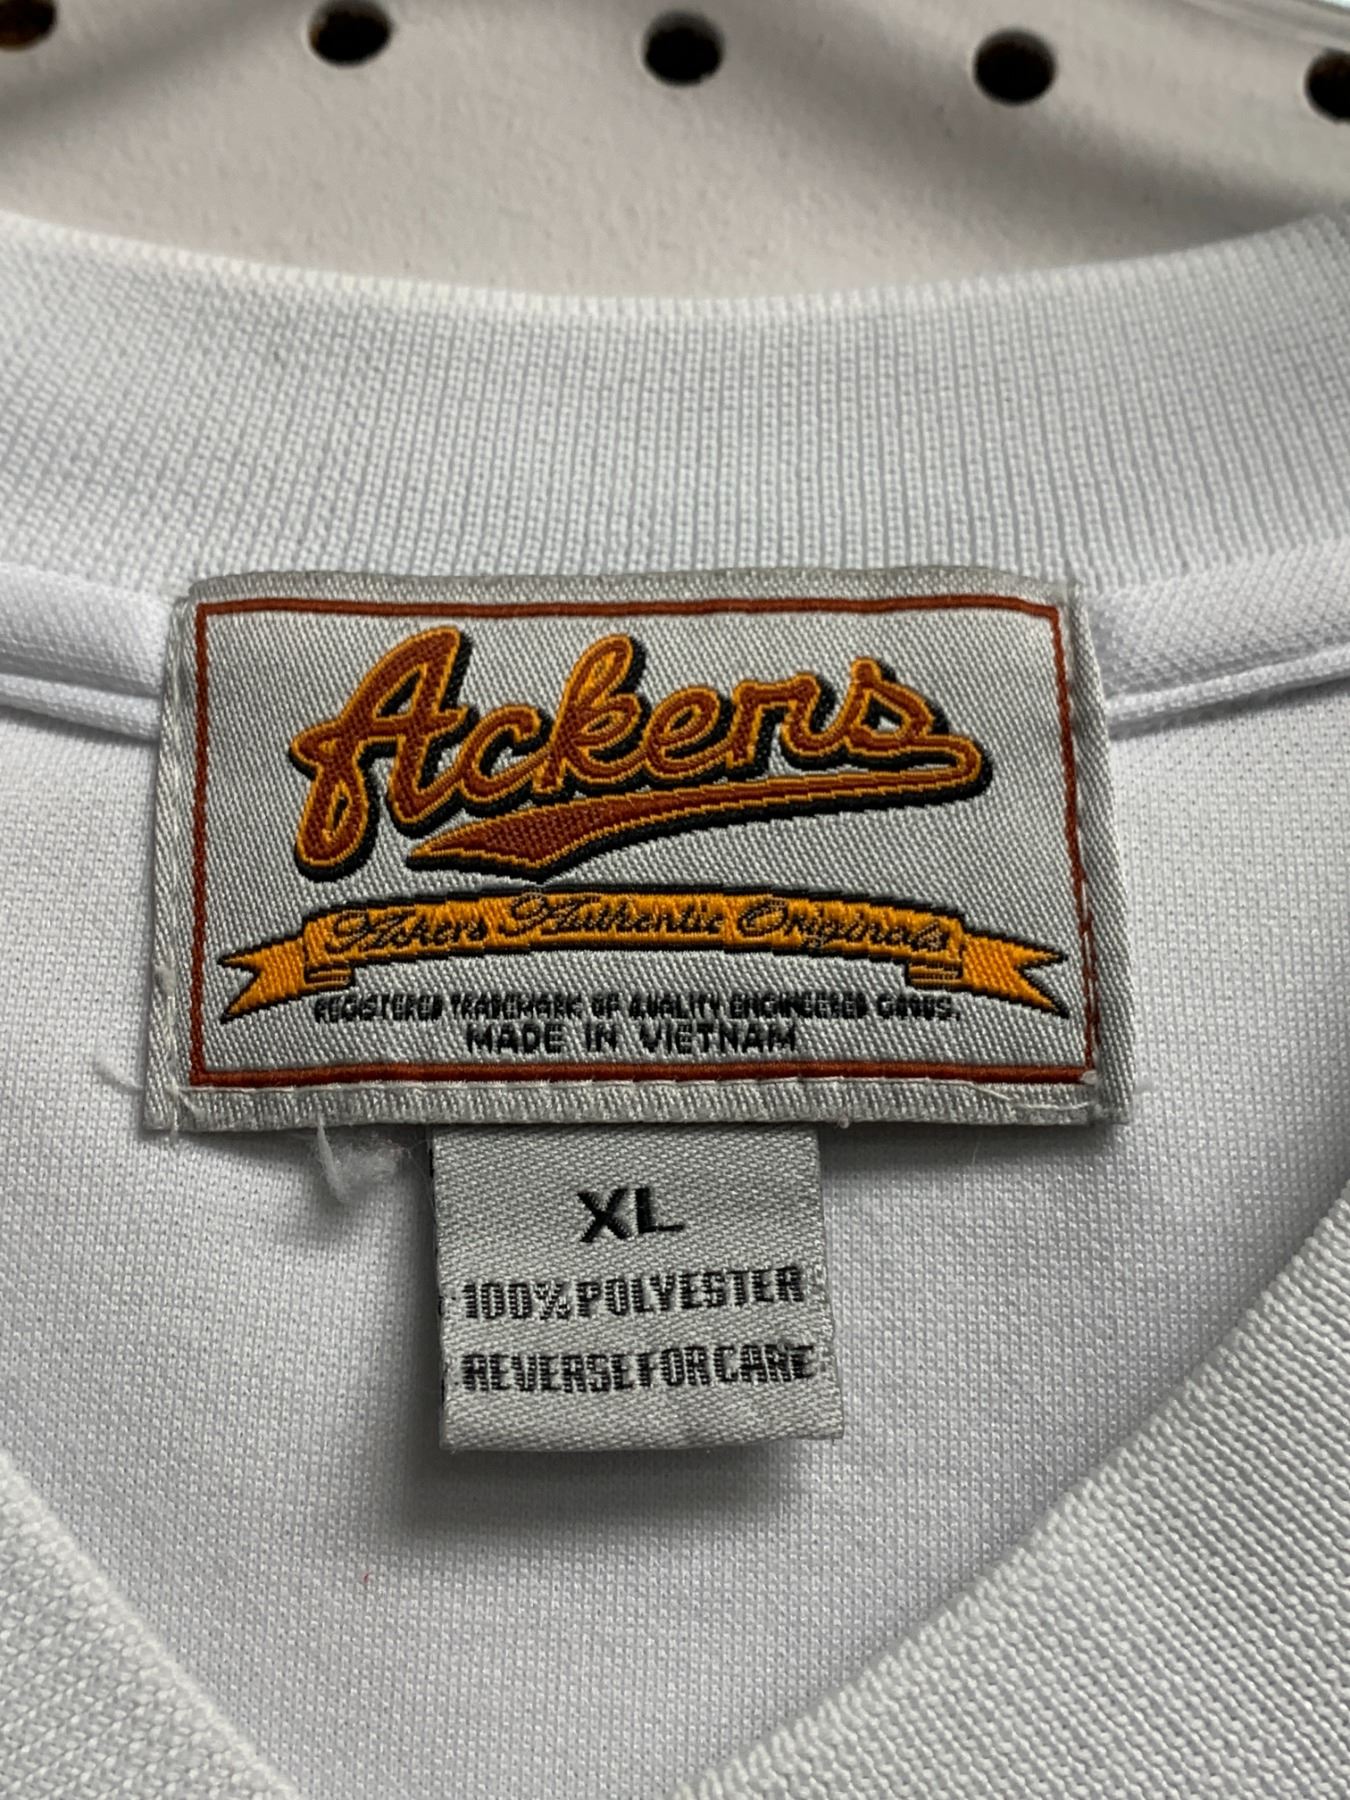 Ackers
Ackers Authentic Originals
REGISTERED TRADEMARK OF QUALITY ENGINEERED GOODS.
MADE IN VIETNAM
XL
100% POLYESTER
REVERSE FOR CARE